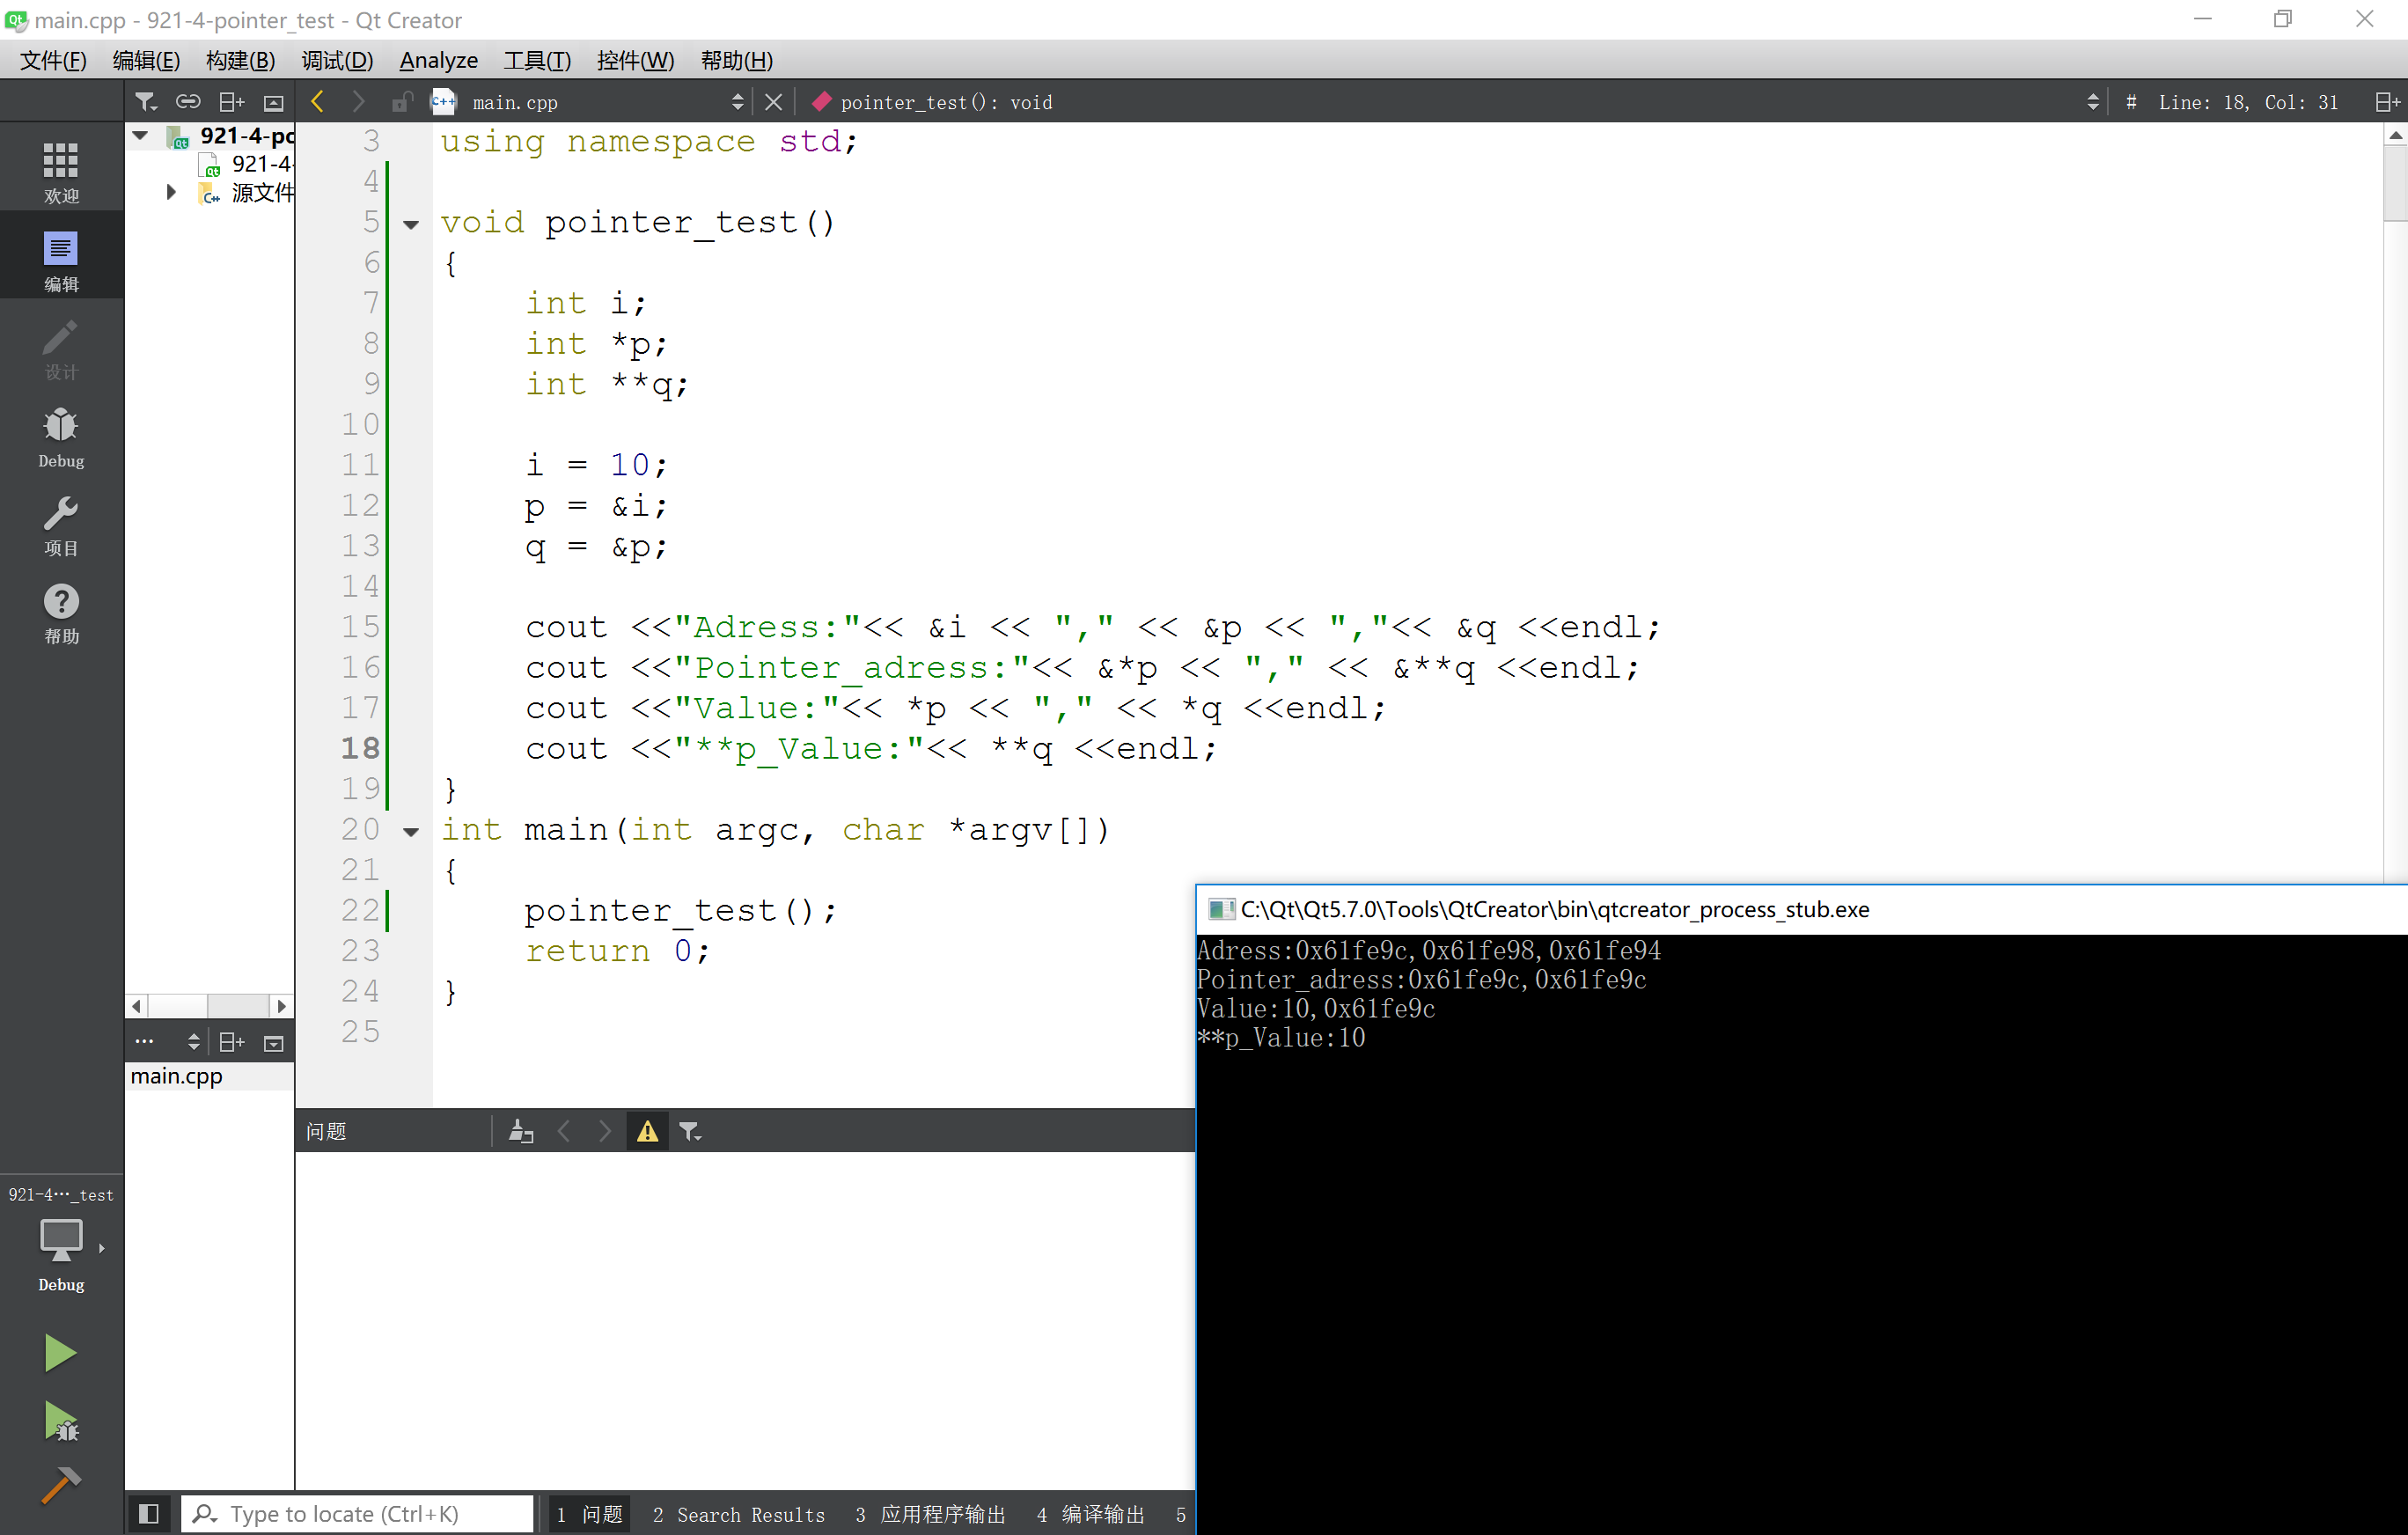 main.cpp - 921-4-pointer_test - Qt Creator
文件(F) 编辑(E) 构建(B) 调试(D) Analyze 工具(T) 控件(W) 帮助(H)
main.cpp pointer_test(): void # Line: 18, Col: 31
欢迎
编辑
设计
Debug
项目
帮助
921-4-pc
921-4-
源文件
3 using namespace std;
4
5 void pointer_test()
6 {
7 int i;
8 int *p;
9 int **q;
10
11 i = 10;
12 p = &i;
13 q = &p;
14
15 cout <<"Adress:"<< &i << "," << &p << ","<< &q <<endl;
16 cout <<"Pointer_adress:"<< &*p << "," << &**q <<endl;
17 cout <<"Value:"<< *p << "," << *q <<endl;
18 cout <<"**p_Value:"<< **q <<endl;
19 }
20 int main(int argc, char *argv[])
21 {
22 pointer_test();
23 return 0;
24 }
25
main.cpp
C:\Qt\Qt5.7.0\Tools\QtCreator\bin\qtcreator_process_stub.exe
Adress:0x61fe9c,0x61fe98,0x61fe94
Pointer_adress:0x61fe9c,0x61fe9c
Value:10,0x61fe9c
**p_Value:10
问题
921-4…_test
Debug
Type to locate (Ctrl+K) 1 问题 2 Search Results 3 应用程序输出 4 编译输出 5